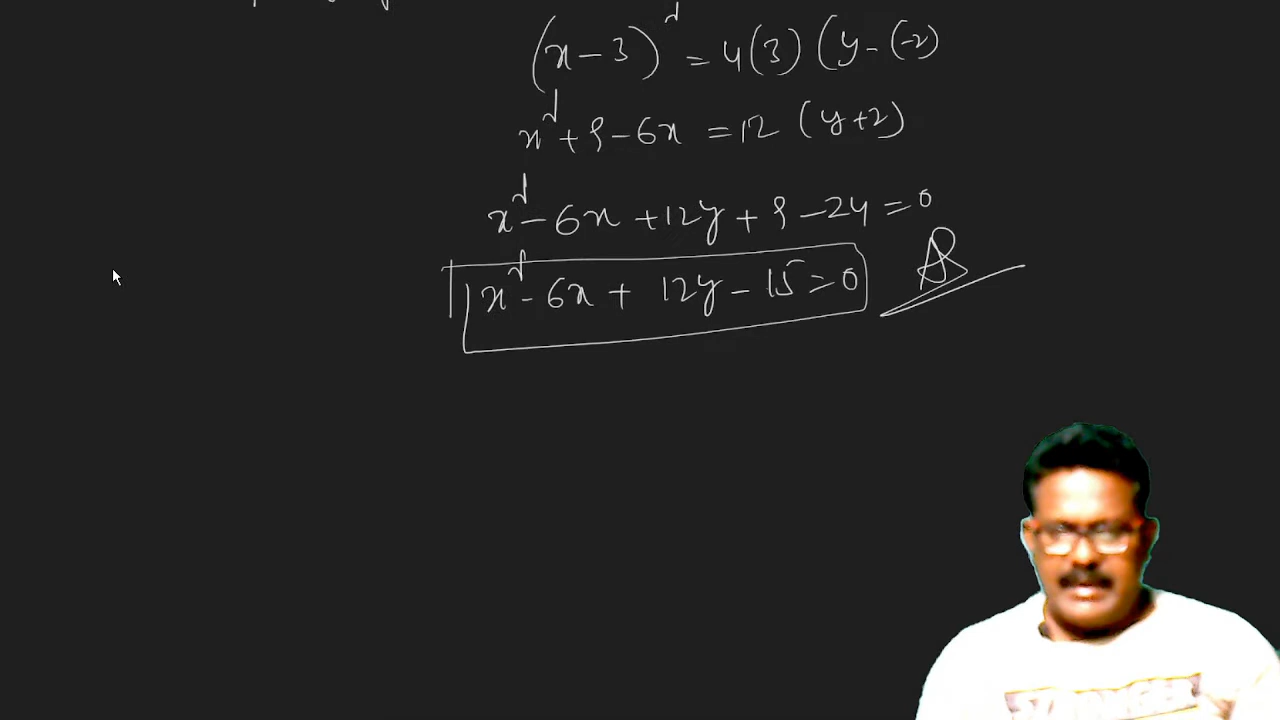 (x-3)² = 4(3) (y-(-2)
x²+9-6x = 12 (y+2)
x²-6x+12y+9-24=0
x²-6x+12y-15=0